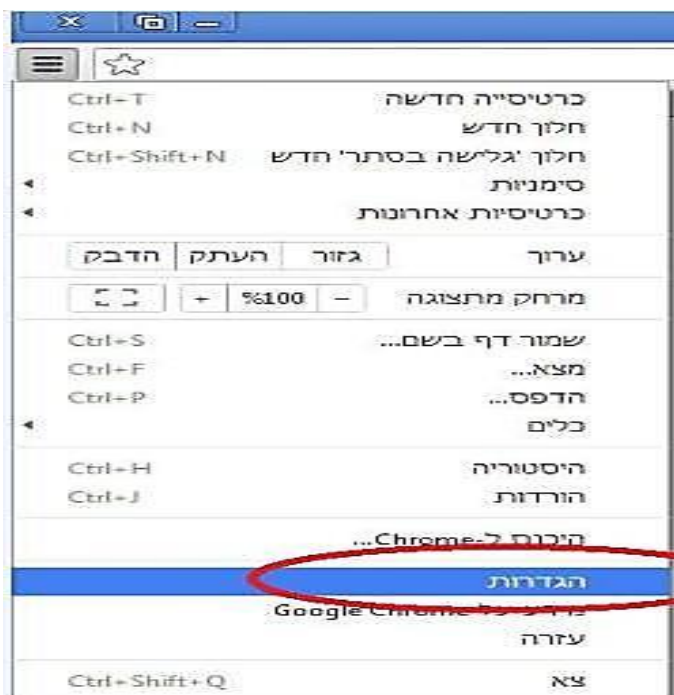 כרטיסייה חדשה Ctrl+T
חלון חדש Ctrl+N
חלון 'גלישה בסתר' חדש Ctrl+Shift+N
סימניות
כרטיסיות אחרונות
ערוך גזור העתק הדבק
מרחק מתצוגה − %100 +
שמור דף בשם... Ctrl+S
מצא... Ctrl+F
הדפס... Ctrl+P
כלים
היסטוריה Ctrl+H
הורדות Ctrl+J
היכנס ל-Chrome...
הגדרות
מידע על Google Chrome
עזרה
צא Ctrl+Shift+Q